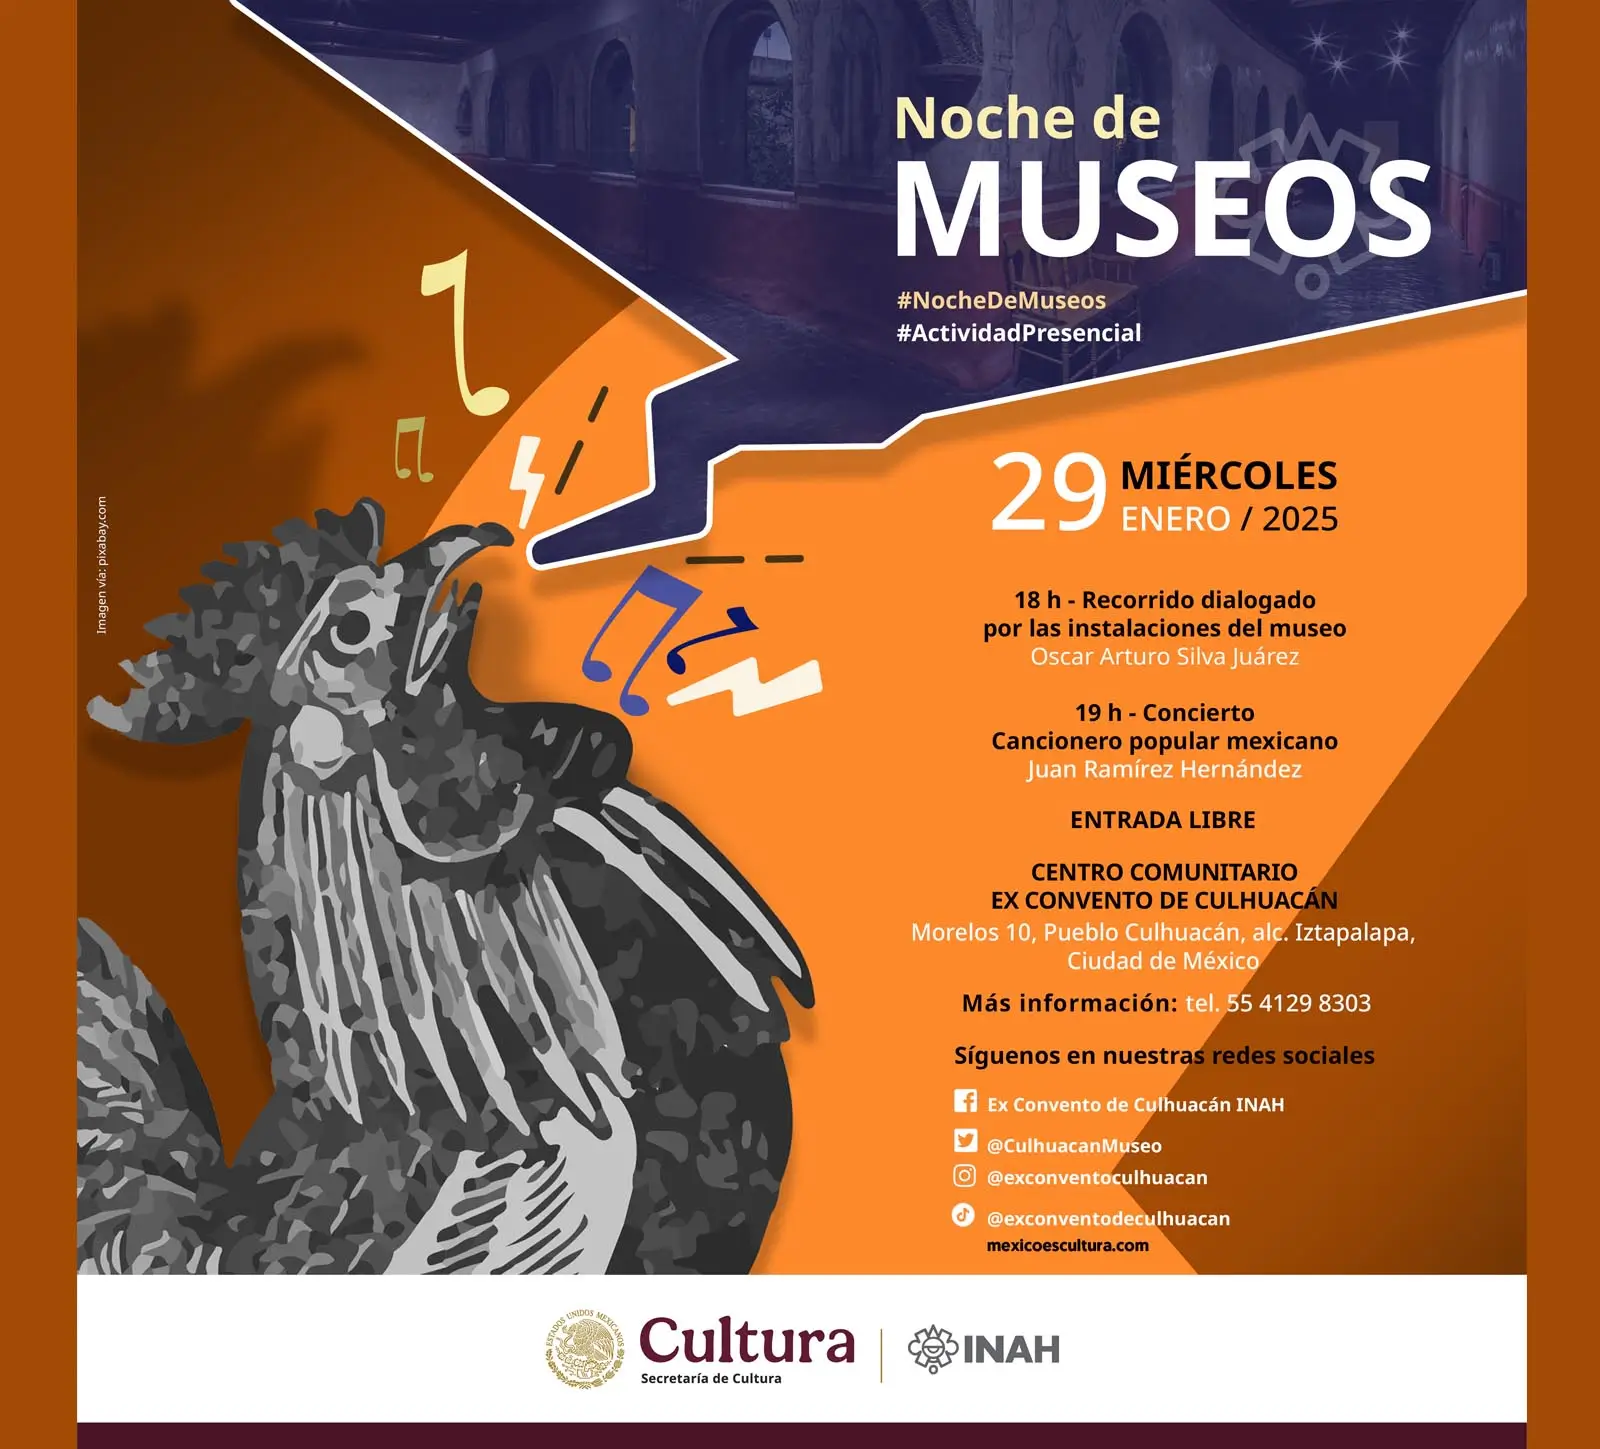 Noche de
MUSEOS
#NocheDeMuseos
#ActividadPresencial
29 MIÉRCOLES
ENERO / 2025
18 h - Recorrido dialogado
por las instalaciones del museo
Oscar Arturo Silva Juárez
19 h - Concierto
Cancionero popular mexicano
Juan Ramírez Hernández
ENTRADA LIBRE
CENTRO COMUNITARIO
EX CONVENTO DE CULHUACÁN
Morelos 10, Pueblo Culhuacán, alc. Iztapalapa,
Ciudad de México
Más información: tel. 55 4129 8303
Síguenos en nuestras redes sociales
Ex Convento de Culhuacán INAH
@CulhuacanMuseo
@exconventoculhuacan
@exconventodeculhuacan
mexicoescultura.com
Imagen vía: pixabay.com
ESTADOS UNIDOS MEXICANOS
Cultura
Secretaría de Cultura
INAH